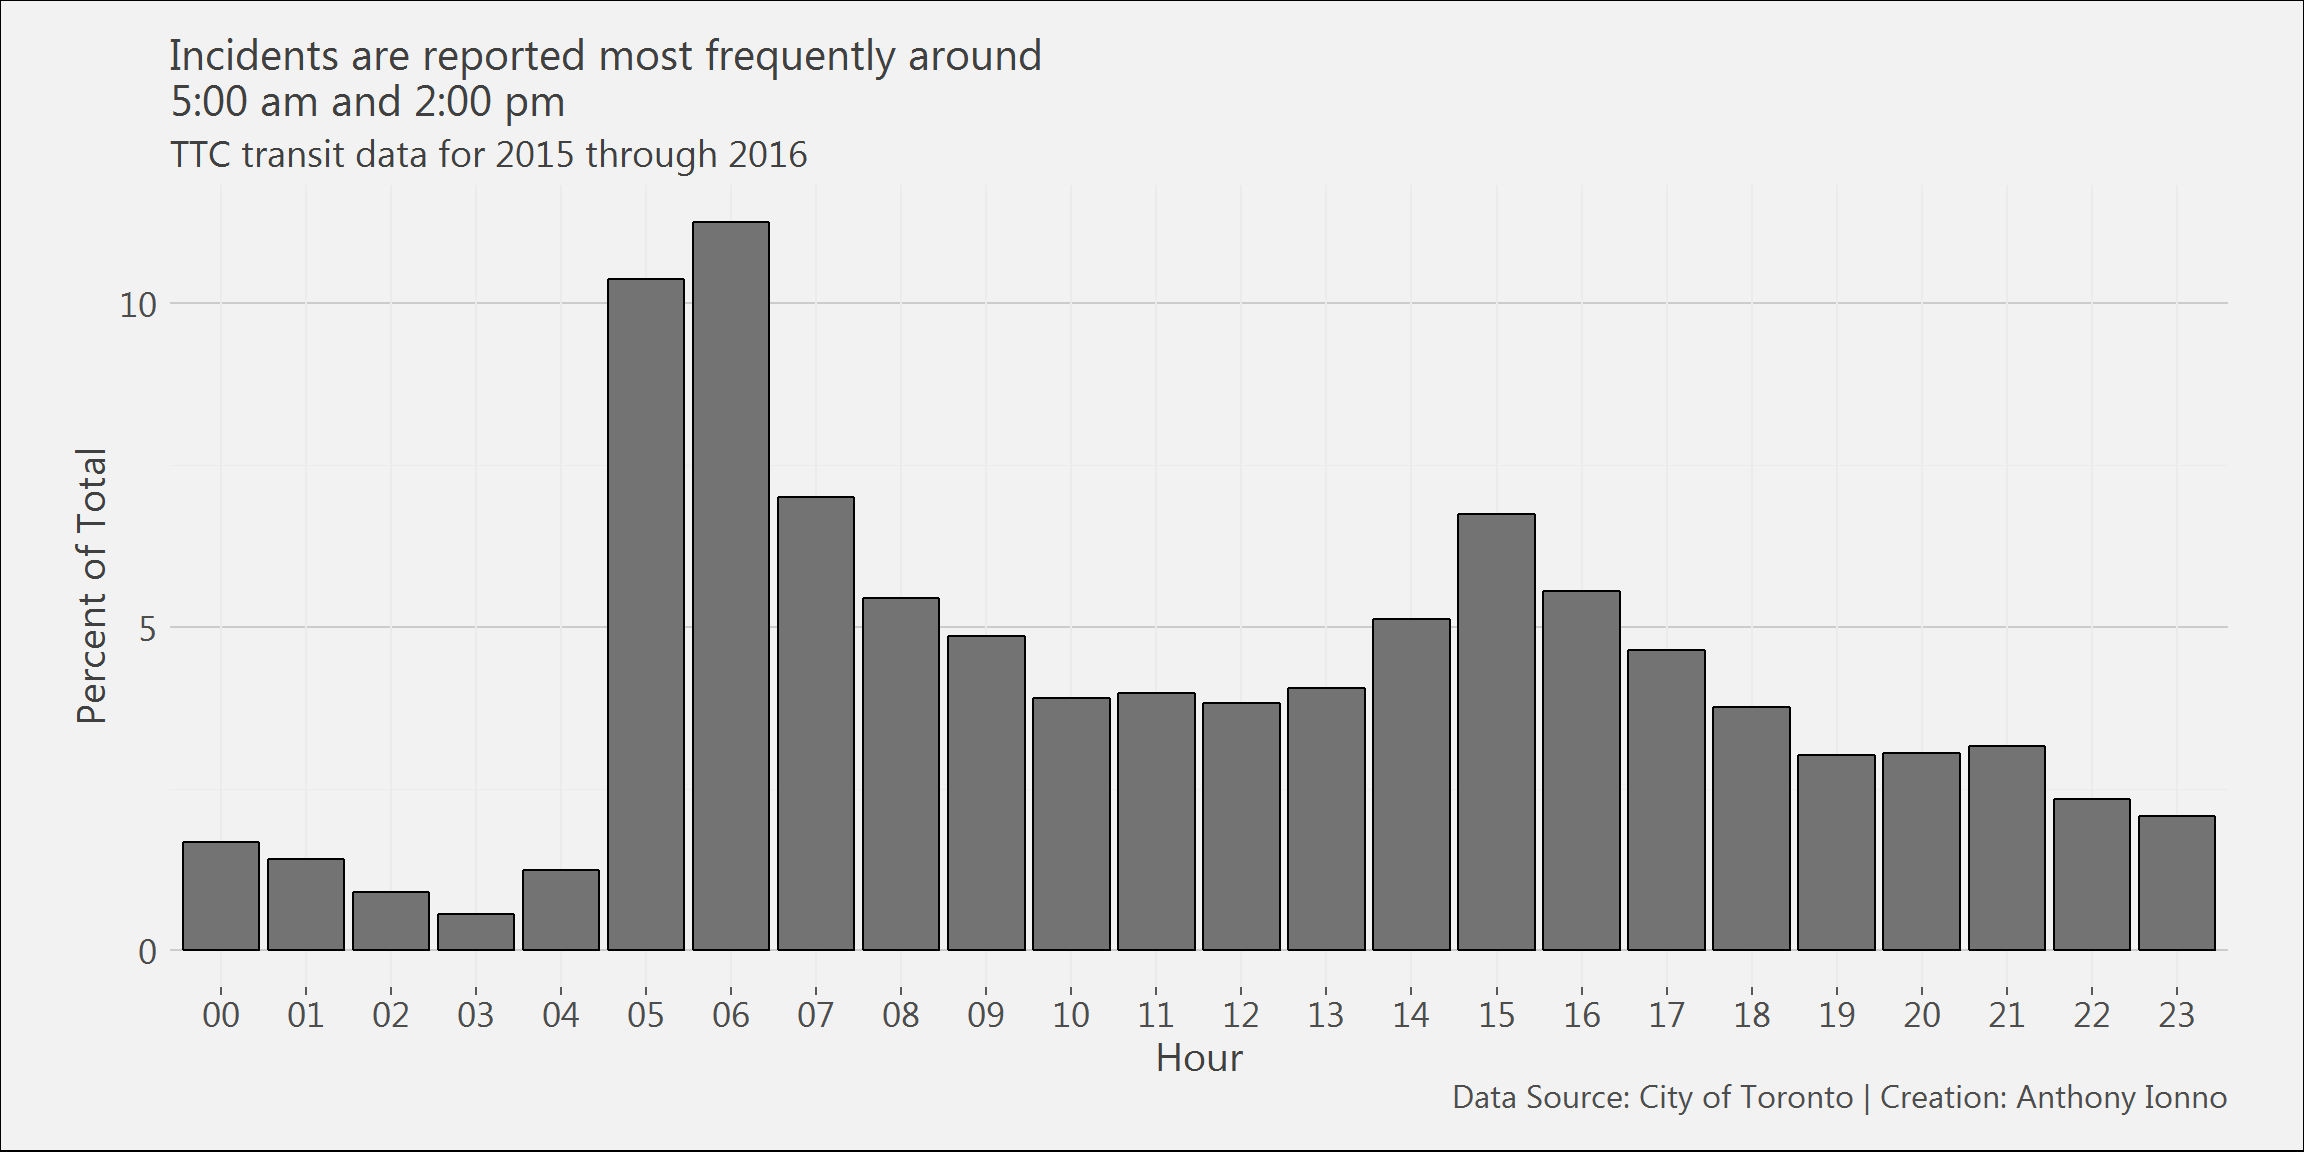 Incidents are reported most frequently around
5:00 am and 2:00 pm
TTC transit data for 2015 through 2016
Percent of Total
10
5
0
00 01 02 03 04 05 06 07 08 09 10 11 12 13 14 15 16 17 18 19 20 21 22 23
Hour
Data Source: City of Toronto | Creation: Anthony Ionno